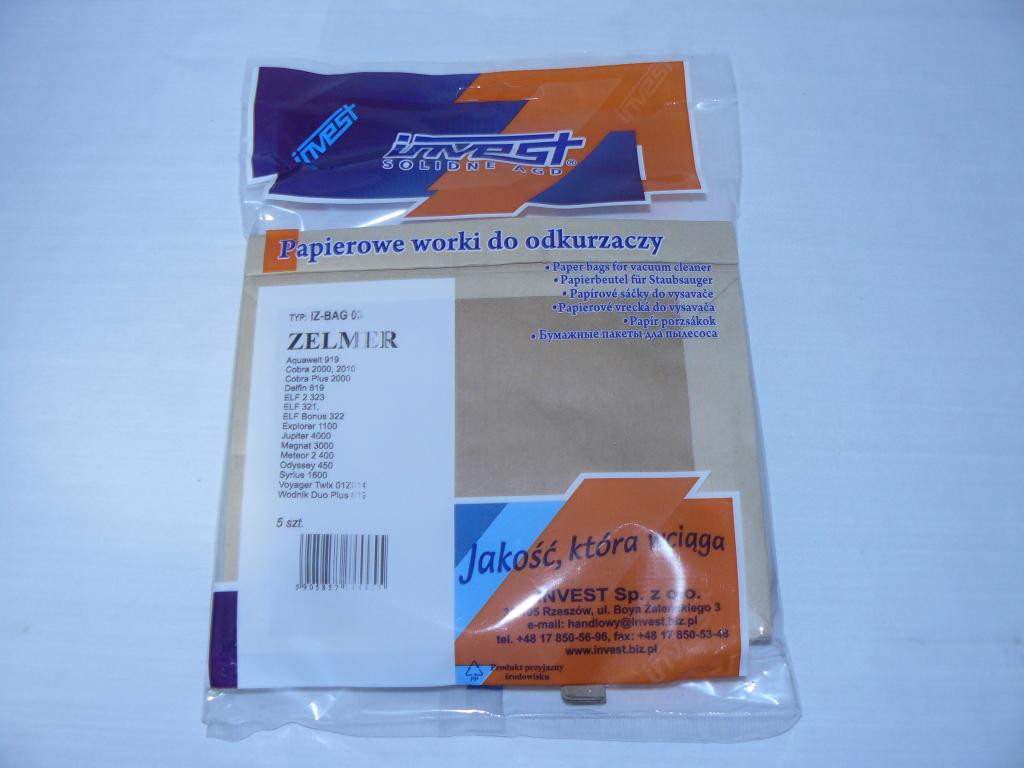 invest
invest®
SOLIDNE AGD
Papierowe worki do odkurzaczy
• Paper bags for vacuum cleaner
• Papierbeutel für Staubsauger
• Papírové sáčky do vysavače
• Papierové vrecká do vysavača
• Papír porzsákok
• Бумажные пакеты для пылесоса
TYP: IZ-BAG 03
ZELMER
Aquawelt 919
Cobra 2000, 2010
Cobra Plus 2000
Delfin 819
ELF 2 323
ELF 321,
ELF Bonus 322
Explorer 1100
Jupiter 4000
Magnat 3000
Meteor 2 400
Odyssey 450
Syrius 1600
Voyager Twix
Wodnik Duo Plus 819
5 szt.
Jakość, która wciąga
INVEST Sp. z o.o.
Rzeszów, ul. Boya Żeleńskiego 3
e-mail: handlowy@invest.biz.pl
tel. +48 17 850-56-96, fax: +48 17 850-53-48
www.invest.biz.pl
PP
Produkt przyjazny
środowisku